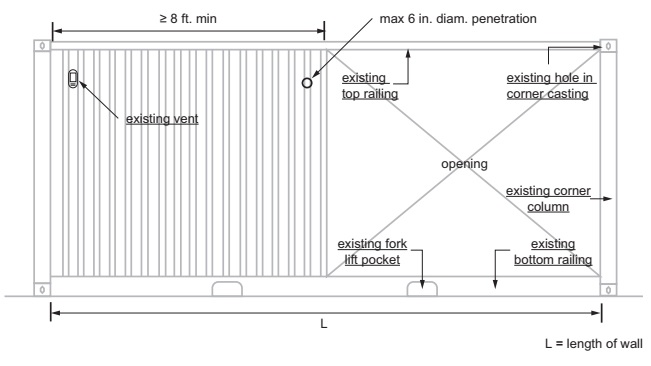 ≥ 8 ft. min
max 6 in. diam. penetration
existing
top railing
existing hole in
corner casting
existing vent
opening
existing corner
column
existing fork
lift pocket
existing
bottom railing
L
L = length of wall